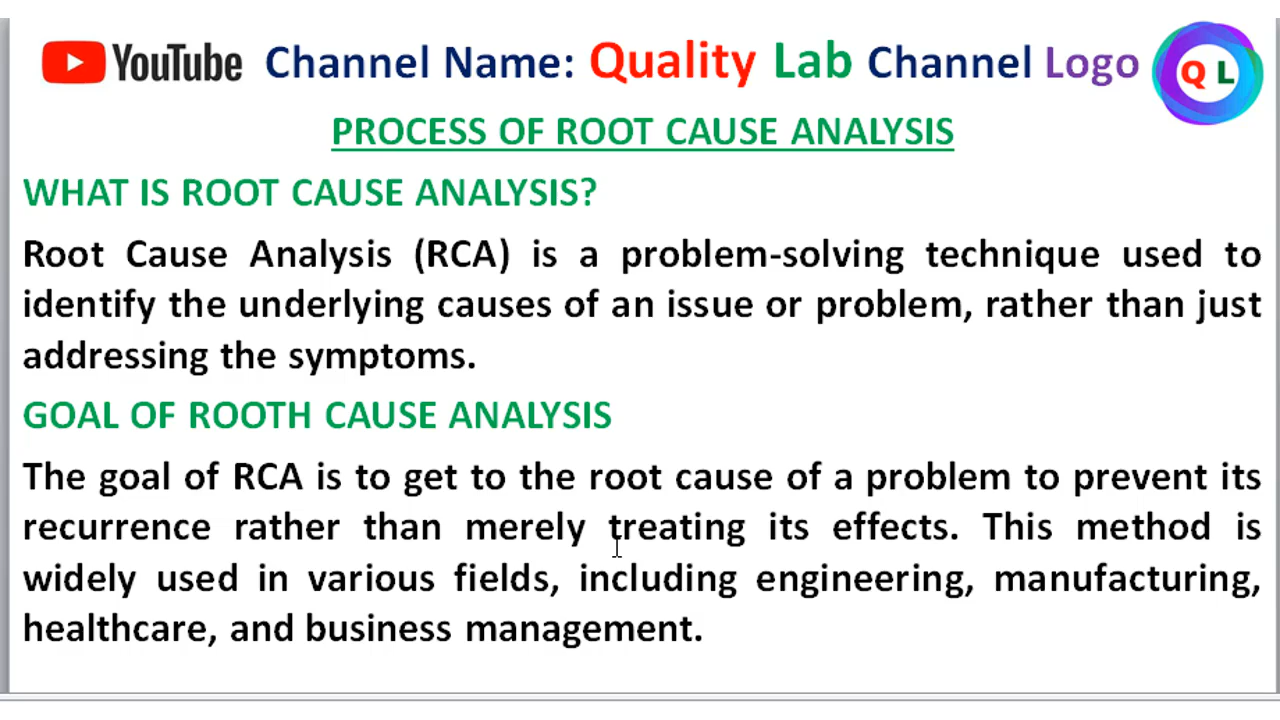 YouTube Channel Name: Quality Lab Channel Logo Q L
PROCESS OF ROOT CAUSE ANALYSIS
WHAT IS ROOT CAUSE ANALYSIS?
Root Cause Analysis (RCA) is a problem-solving technique used to
identify the underlying causes of an issue or problem, rather than just
addressing the symptoms.
GOAL OF ROOTH CAUSE ANALYSIS
The goal of RCA is to get to the root cause of a problem to prevent its
recurrence rather than merely treating its effects. This method is
widely used in various fields, including engineering, manufacturing,
healthcare, and business management.